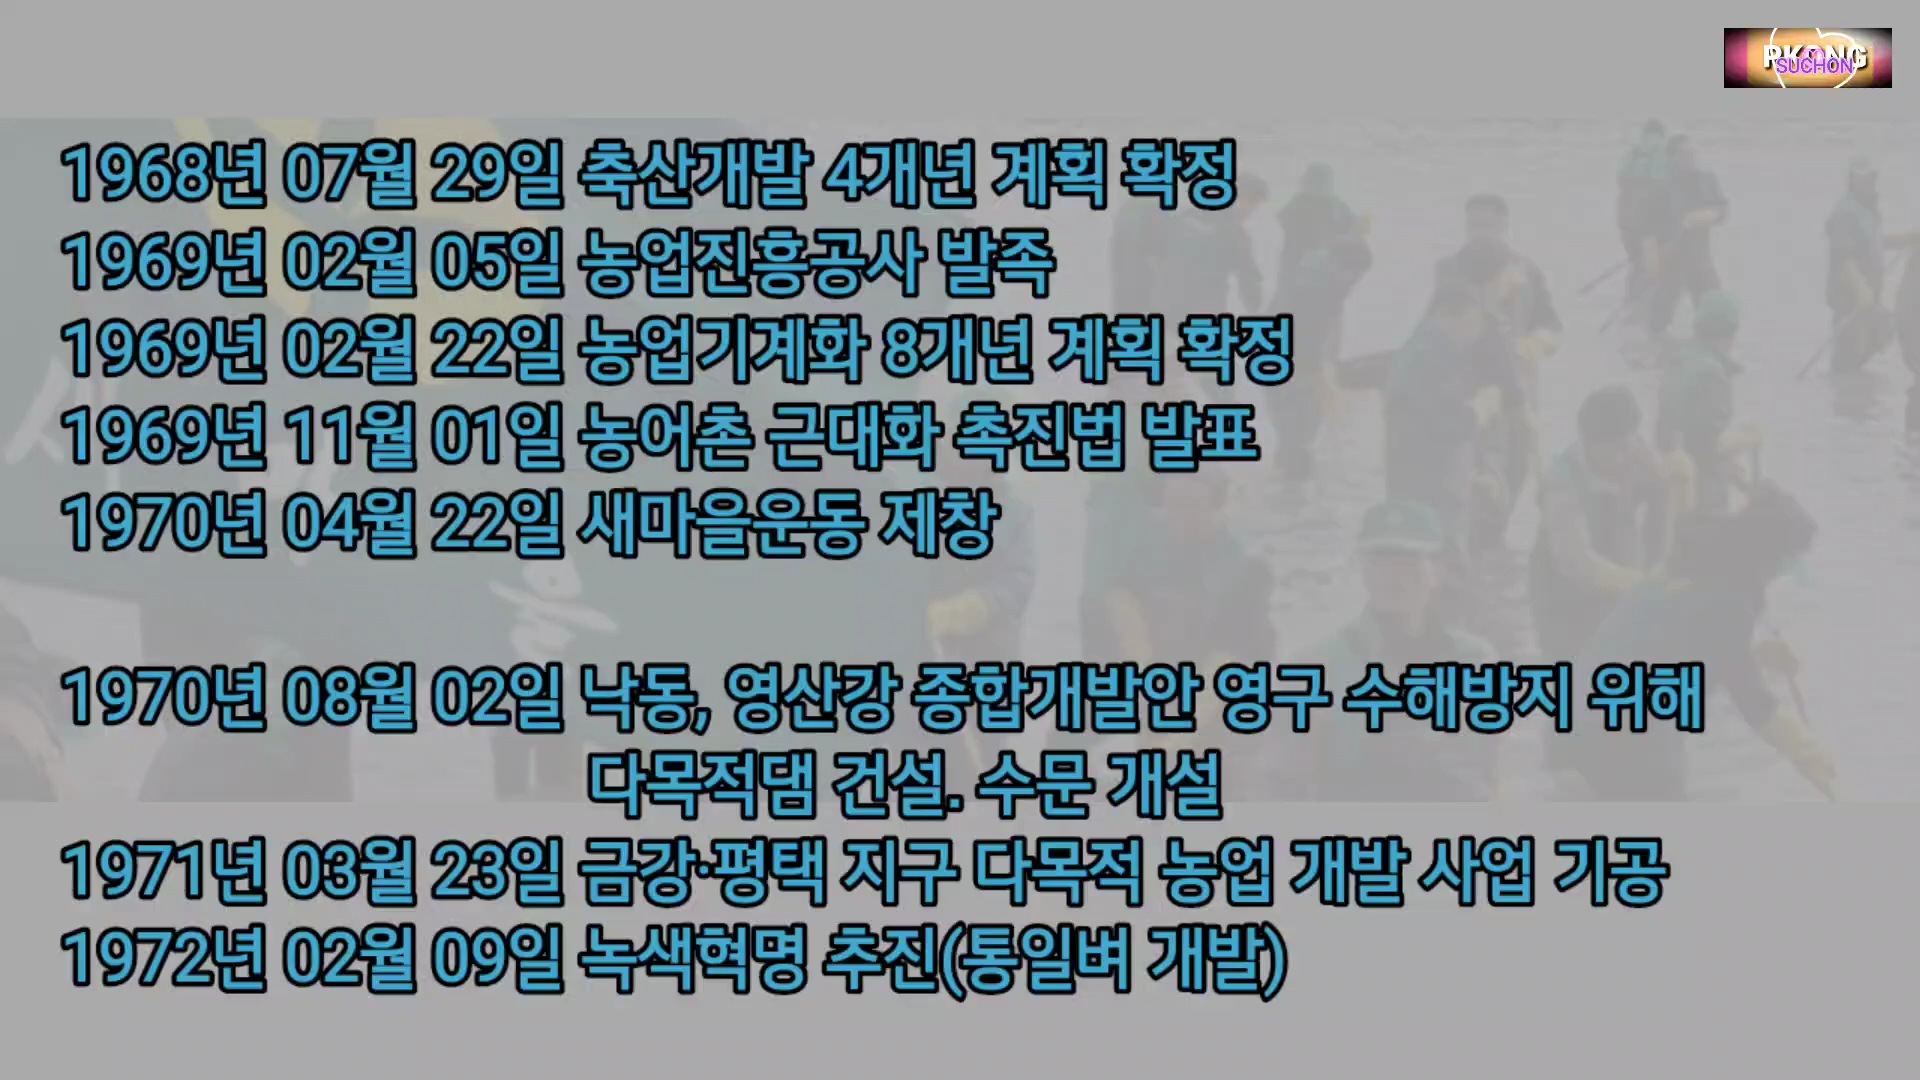 PKONG
SUCHON
1968년 07월 29일 축산개발 4개년 계획 확정
1969년 02월 05일 농업진흥공사 발족
1969년 02월 22일 농업기계화 8개년 계획 확정
1969년 11월 01일 농어촌 근대화 촉진법 발표
1970년 04월 22일 새마을운동 제창
1970년 08월 02일 낙동, 영산강 종합개발안 영구 수해방지 위해
다목적댐 건설. 수문 개설
1971년 03월 23일 금강·평택 지구 다목적 농업 개발 사업 기공
1972년 02월 09일 녹색혁명 추진(통일벼 개발)